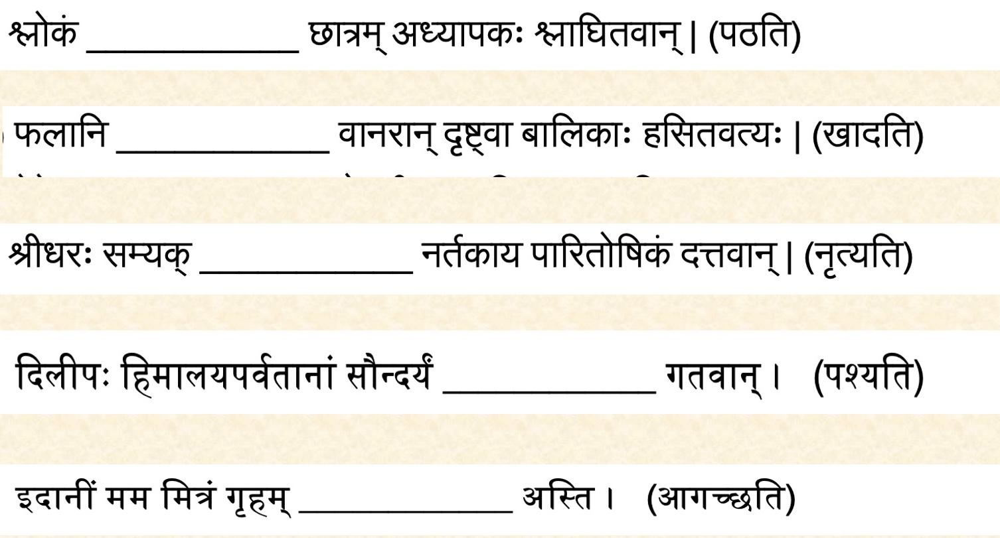 श्लोकं ____________ छात्रम् अध्यापकः श्लाघितवान् | (पठति)
फलानि ____________ वानरान् दृष्ट्वा बालिकाः हसितवत्यः | (खादति)
श्रीधरः सम्यक् ____________ नर्तकाय पारितोषिकं दत्तवान् | (नृत्यति)
दिलीपः हिमालयपर्वतानां सौन्दर्यं ____________ गतवान् । (पश्यति)
इदानीं मम मित्रं गृहम् ____________ अस्ति । (आगच्छति)